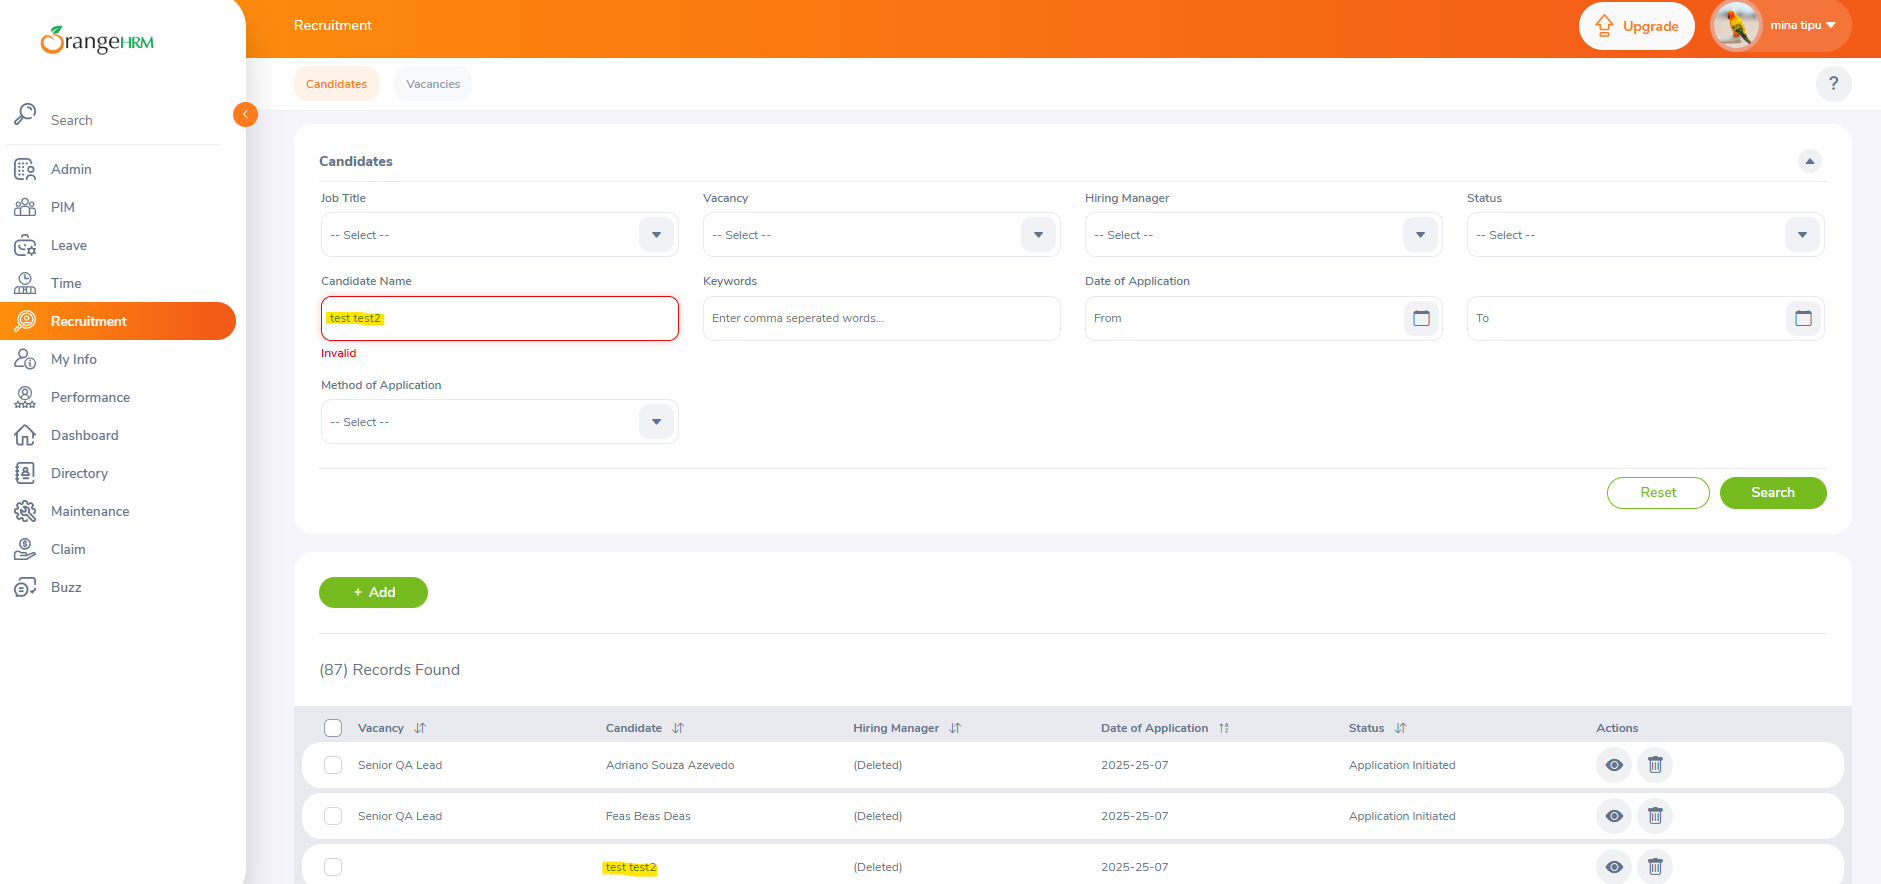 OrangeHRM
Recruitment
Upgrade
mina tipu
Candidates
Vacancies
?
Search
Admin
PIM
Leave
Time
Recruitment
My Info
Performance
Dashboard
Directory
Maintenance
Claim
Buzz
Candidates
Job Title
Vacancy
Hiring Manager
Status
-- Select --
-- Select --
-- Select --
-- Select --
Candidate Name
Keywords
Date of Application
test test2
Enter comma seperated words...
From
To
Invalid
Method of Application
-- Select --
Reset
Search
+ Add
(87) Records Found
Vacancy Candidate Hiring Manager Date of Application Status Actions
Senior QA Lead Adriano Souza Azevedo (Deleted) 2025-25-07 Application Initiated
Senior QA Lead Feas Beas Deas (Deleted) 2025-25-07 Application Initiated
test test2 (Deleted) 2025-25-07